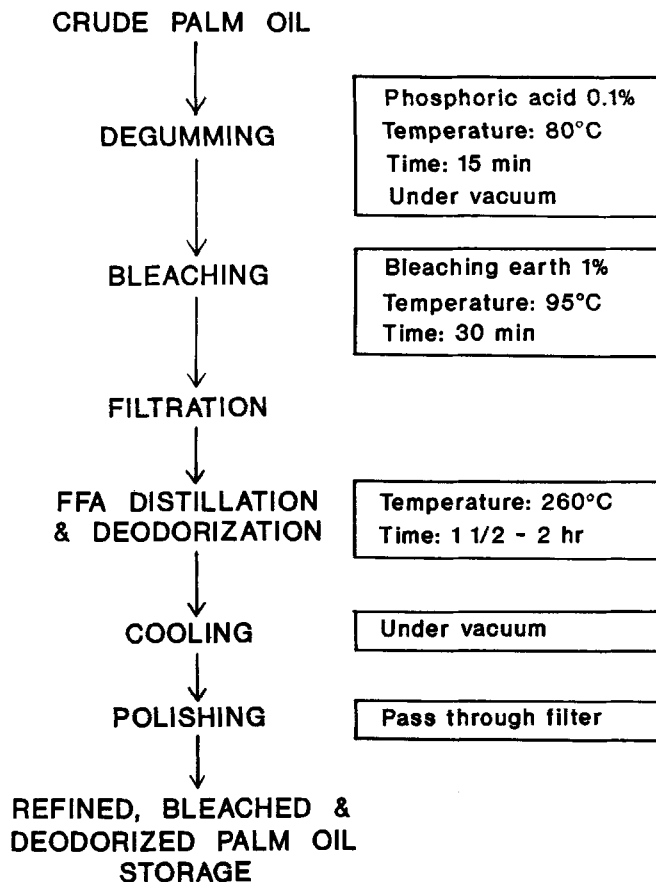 CRUDE PALM OIL
DEGUMMING
Phosphoric acid 0.1%
Temperature: 80°C
Time: 15 min
Under vacuum
BLEACHING
Bleaching earth 1%
Temperature: 95°C
Time: 30 min
FILTRATION
FFA DISTILLATION
& DEODORIZATION
Temperature: 260°C
Time: 1 1/2 - 2 hr
COOLING
Under vacuum
POLISHING
Pass through filter
REFINED, BLEACHED &
DEODORIZED PALM OIL
STORAGE